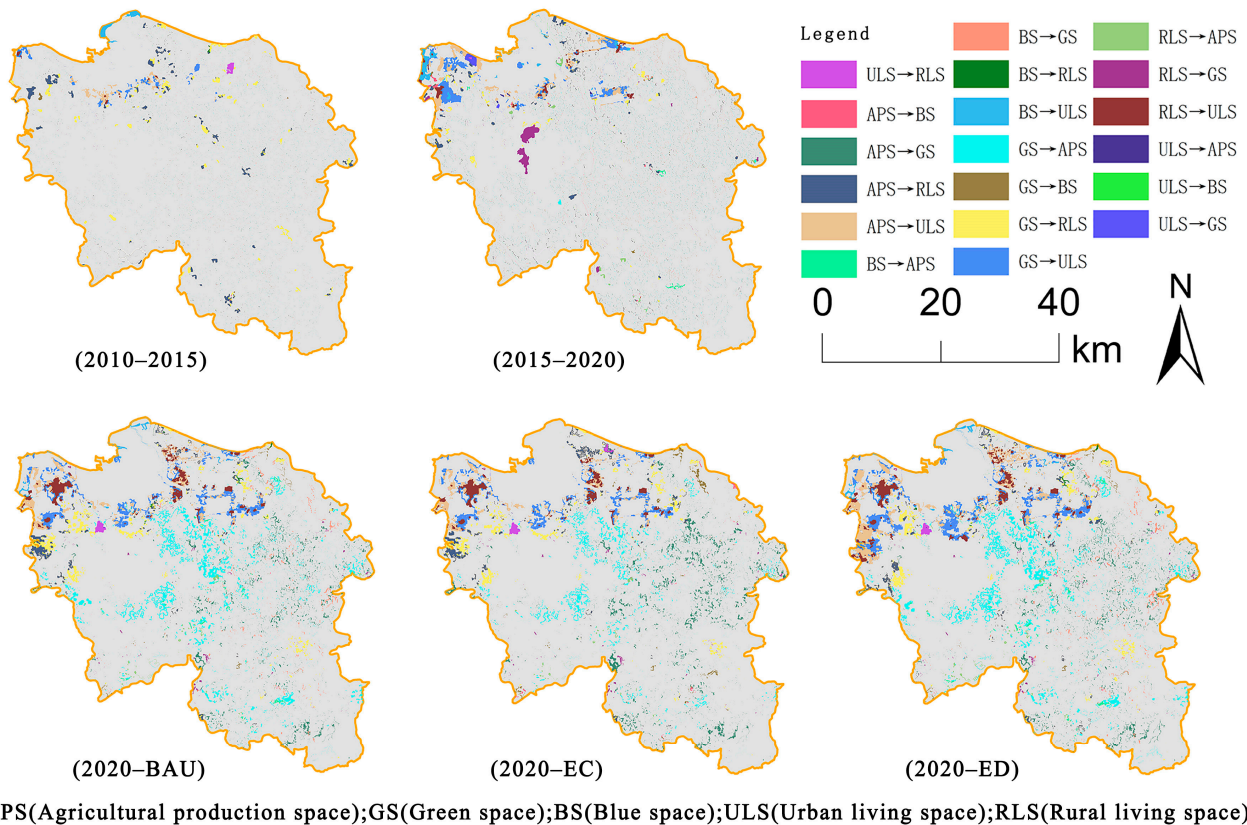 Legend
ULS→RLS
APS→BS
APS→GS
APS→RLS
APS→ULS
BS→APS
BS→GS
BS→RLS
BS→ULS
GS→APS
GS→BS
GS→RLS
GS→ULS
RLS→APS
RLS→GS
RLS→ULS
ULS→APS
ULS→BS
ULS→GS
0 20 40
km
N
(2010–2015)
(2015–2020)
(2020–BAU)
(2020–EC)
(2020–ED)
PS(Agricultural production space);GS(Green space);BS(Blue space);ULS(Urban living space);RLS(Rural living space)